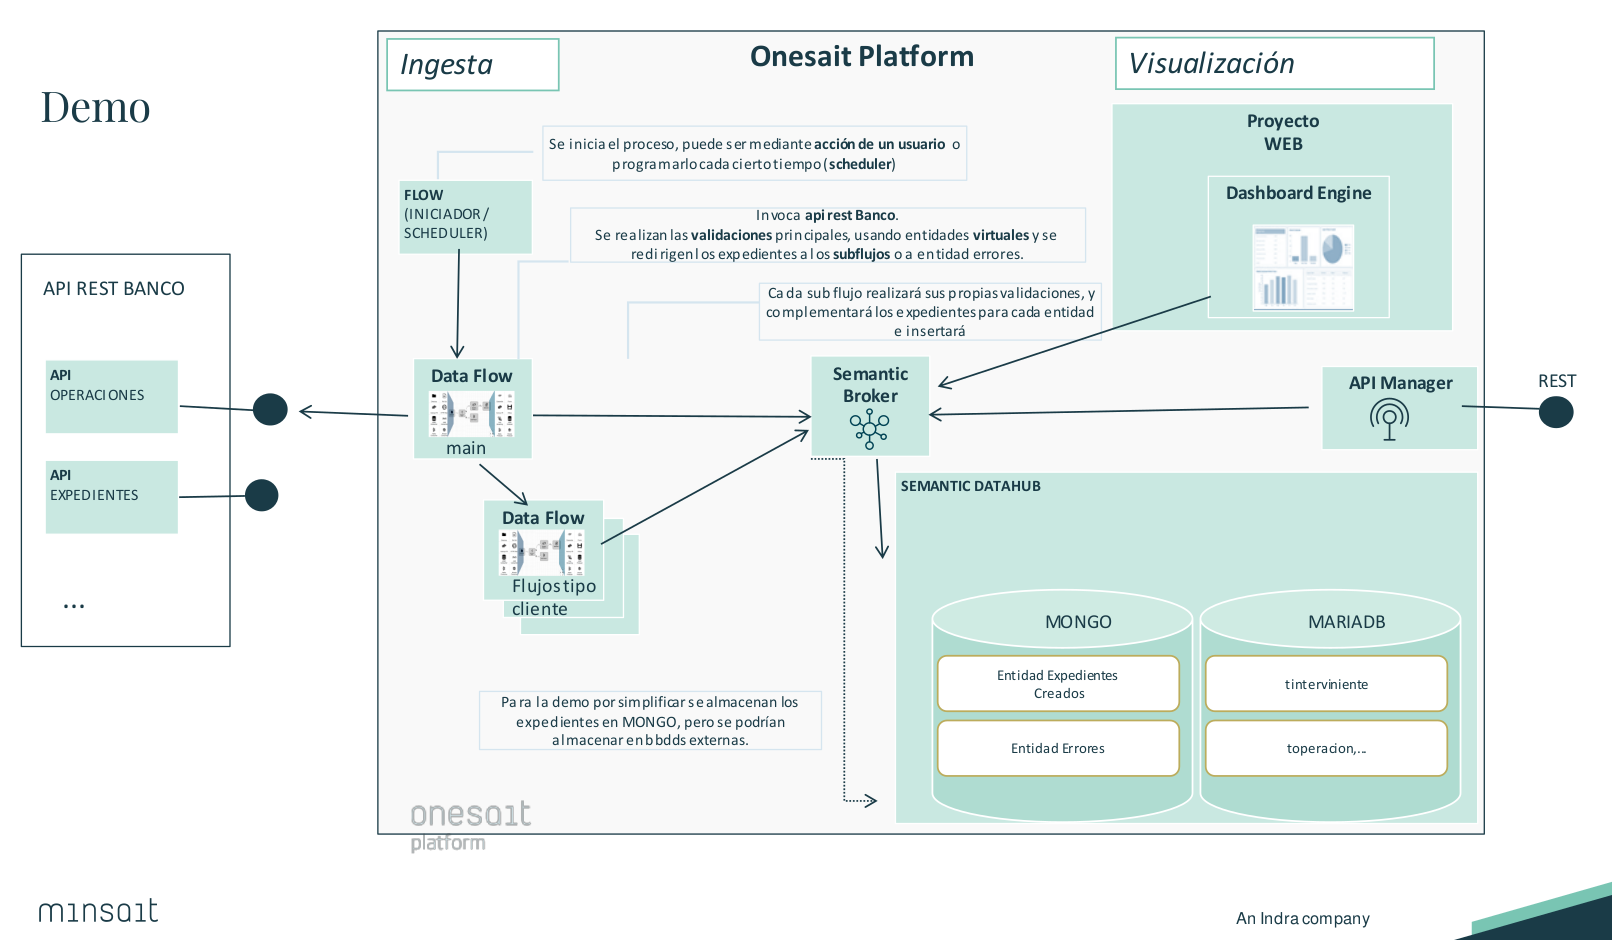 Demo
Ingesta
Onesait Platform
Visualización
Proyecto
WEB
Dashboard Engine
Se inicia el proceso, puede ser mediante acción de un usuario o
programarlo cada cierto tiempo (scheduler)
FLOW
(INICIADOR/
SCHEDULER)
Invoca api rest Banco.
Se realizan las validaciones principales, usando entidades virtuales y se
redirigen los expedientes a los subflujos o a entidad errores.
Cada sub flujo realizará sus propias validaciones, y
complementará los expedientes para cada entidad
e insertará
API REST BANCO
API
OPERACIONES
API
EXPEDIENTES
...
Data Flow
main
Semantic
Broker
API Manager
REST
Data Flow
Flujos tipo
cliente
SEMANTIC DATAHUB
MONGO
Entidad Expedientes
Creados
Entidad Errores
MARIADB
tinterviniente
toperacion,...
Para la demo por simplificar se almacenan los
expedientes en MONGO, pero se podrían
almacenar en bbdds externas.
onesait
platform
minsait
An Indra company